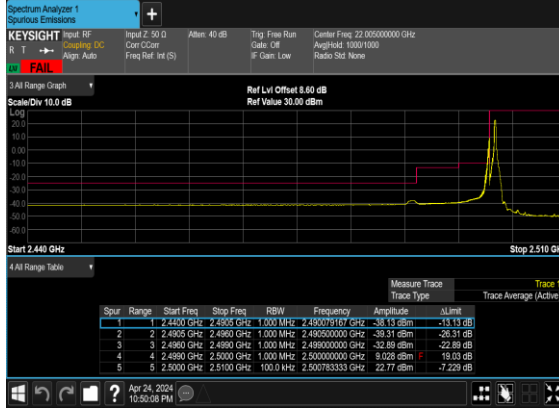 Spectrum Analyzer 1
Spurious Emissions
+
KEYSIGHT Input: RF Input Z: 50 Ω Atten: 40 dB Trig: Free Run Center Freq: 22.005000000 GHz
R T Coupling: DC Corr CCorr Gate: Off Avg|Hold: 1000/1000
Align: Auto Freq Ref: Int (S) IF Gain: Low Radio Std: None
LXI FAIL
3 All Range Graph
Ref Lvl Offset 8.60 dB
Scale/Div 10.0 dB Ref Value 30.00 dBm
Log
20.0
10.0
0.00
-10.0
-20.0
-30.0
-40.0
-50.0
-60.0
Start 2.440 GHz Stop 2.510 GH
4 All Range Table
Measure Trace Trace 1
Trace Type Trace Average (Active
Spur Range Start Freq Stop Freq RBW Frequency Amplitude ΔLimit
1 1 2.4400 GHz 2.4905 GHz 1.000 MHz 2.490079167 GHz -38.13 dBm -13.13 dB
2 2 2.4905 GHz 2.4960 GHz 1.000 MHz 2.490500000 GHz -39.31 dBm -26.31 dB
3 3 2.4960 GHz 2.4990 GHz 1.000 MHz 2.499000000 GHz -32.89 dBm -22.89 dB
4 4 2.4990 GHz 2.5000 GHz 1.000 MHz 2.500000000 GHz 9.028 dBm F 19.03 dB
5 5 2.5000 GHz 2.5100 GHz 100.0 kHz 2.500783333 GHz 22.77 dBm -7.229 dB
? Apr 24, 2024
10:50:08 PM